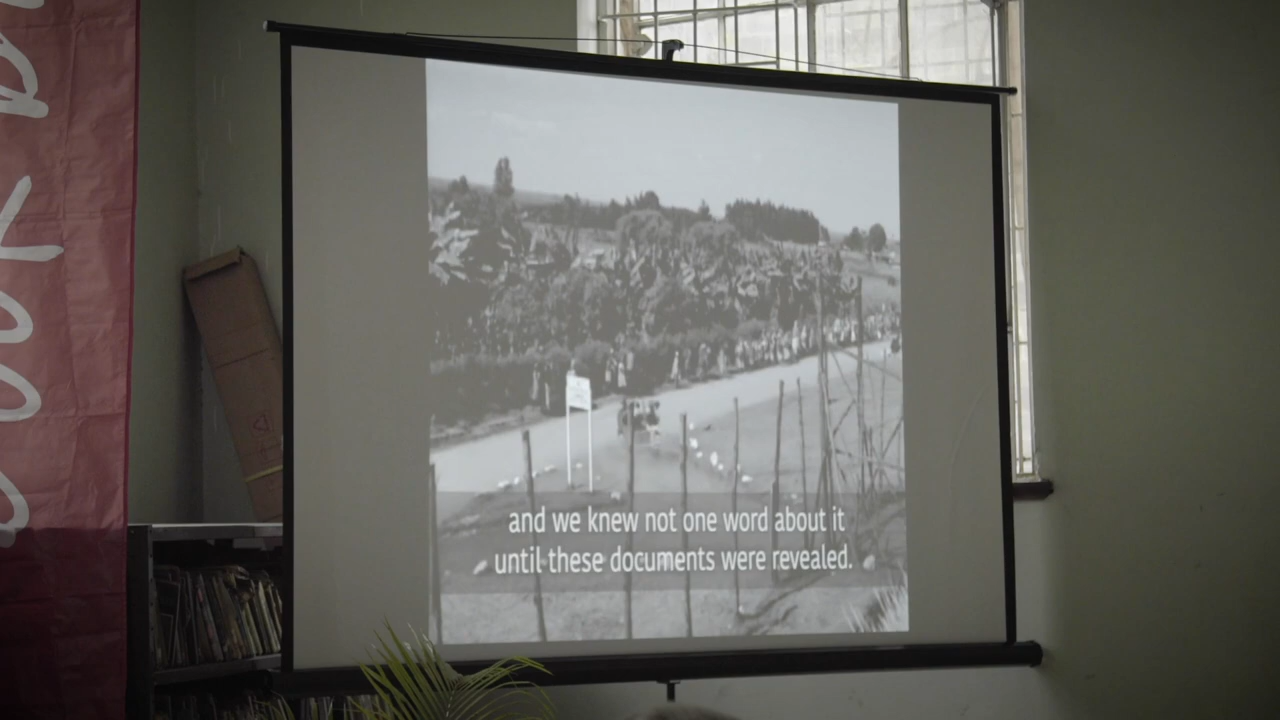 and we knew not one word about it
until these documents were revealed.